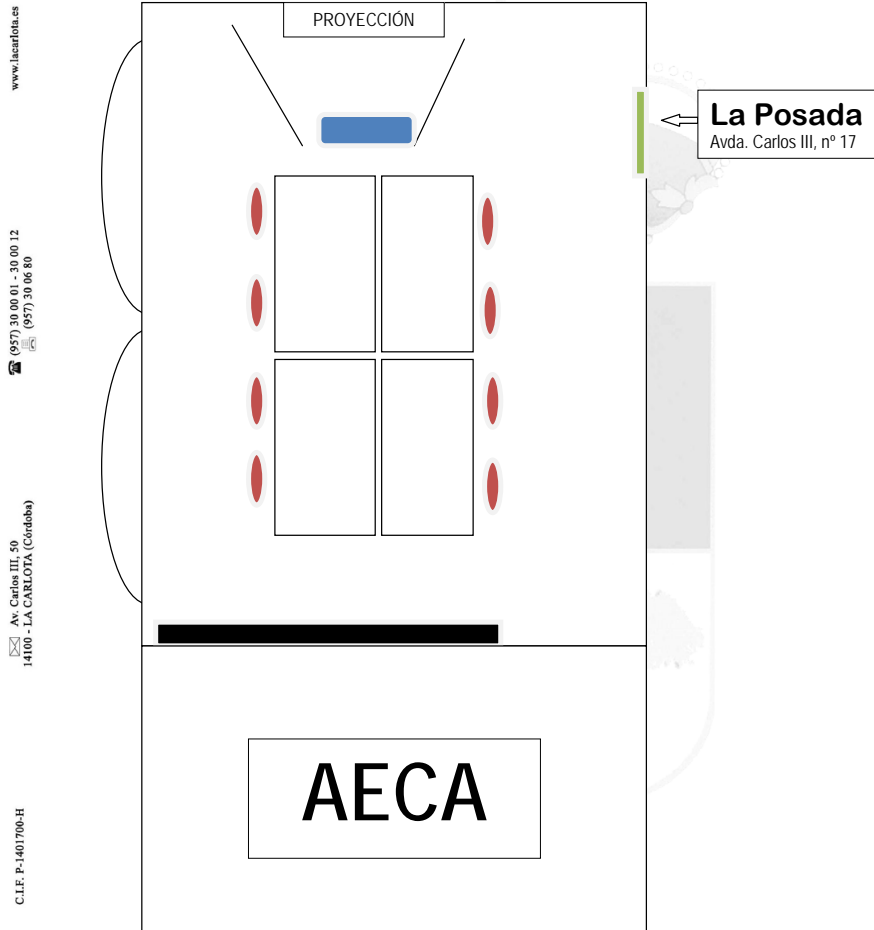 PROYECCIÓN
La Posada
Avda. Carlos III, nº 17
AECA
www.lacarlota.es
(957) 30 00 01 - 30 00 12
(957) 30 06 80
Av. Carlos III, 50
14100 - LA CARLOTA (Córdoba)
C.I.F. P-1401700-H